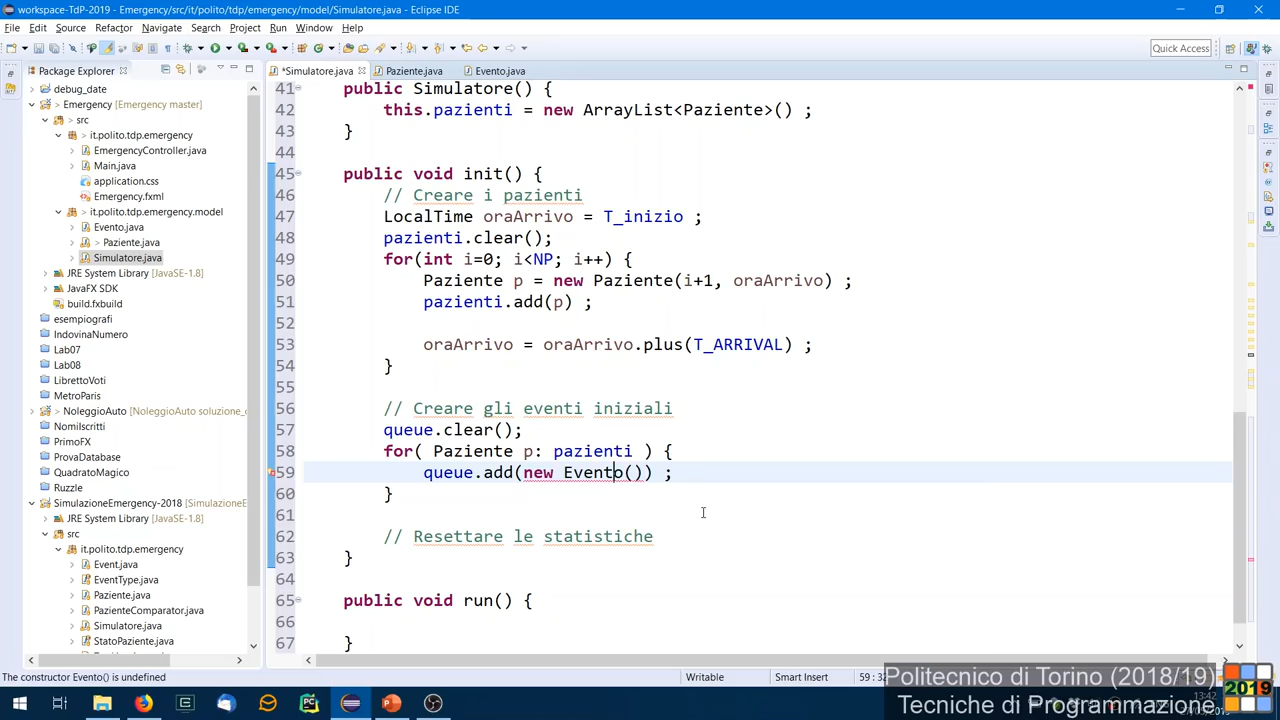 workspace-TdP-2019 - Emergency/src/it/polito/tdp/emergency/model/Simulatore.java - Eclipse IDE
File Edit Source Refactor Navigate Search Project Run Window Help
Quick Access
Package Explorer
*Simulatore.java Paziente.java Evento.java
debug_date
Emergency [Emergency master]
src
it.polito.tdp.emergency
EmergencyController.java
Main.java
application.css
Emergency.fxml
it.polito.tdp.emergency.model
Evento.java
Paziente.java
Simulatore.java
JRE System Library [JavaSE-1.8]
JavaFX SDK
build.fxbuild
esempiografi
IndovinaNumero
Lab07
Lab08
LibrettoVoti
MetroParis
NoleggioAuto [NoleggioAuto soluzione_
NomiIscritti
PrimoFX
ProvaDatabase
QuadratoMagico
Ruzzle
SimulazioneEmergency-2018 [SimulazioneE
JRE System Library [JavaSE-1.8]
src
it.polito.tdp.emergency
Event.java
EventType.java
Paziente.java
PazienteComparator.java
Simulatore.java
StatoPaziente.java
41 public Simulatore() {
42 this.pazienti = new ArrayList<Paziente>() ;
43 }
44
45 public void init() {
46 // Creare i pazienti
47 LocalTime oraArrivo = T_inizio ;
48 pazienti.clear();
49 for(int i=0; i<NP; i++) {
50 Paziente p = new Paziente(i+1, oraArrivo) ;
51 pazienti.add(p) ;
52
53 oraArrivo = oraArrivo.plus(T_ARRIVAL) ;
54 }
55
56 // Creare gli eventi iniziali
57 queue.clear();
58 for( Paziente p: pazienti ) {
59 queue.add(new Evento()) ;
60 }
61
62 // Resettare le statistiche
63 }
64
65 public void run() {
66
67 }
The constructor Evento() is undefined
Writable Smart Insert
Politecnico di Torino (2018/19)
Tecniche di Programmazione
2019
13:42